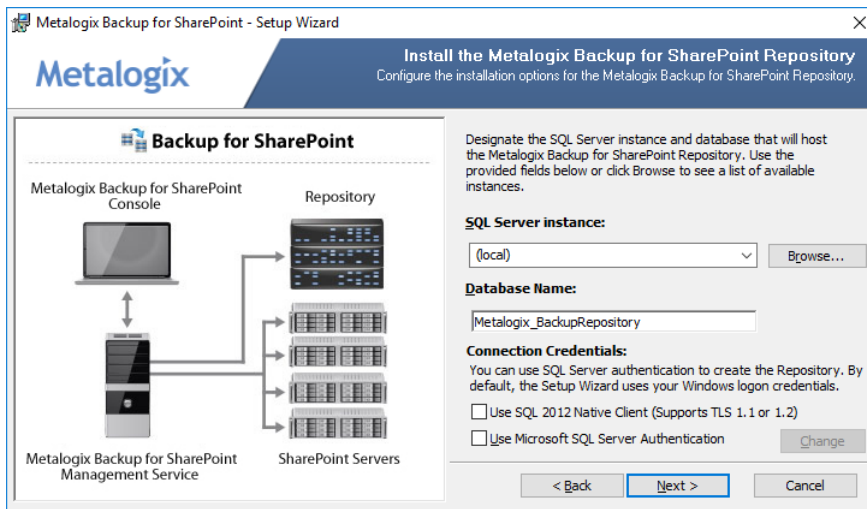 Metalogix Backup for SharePoint - Setup Wizard
Metalogix
Install the Metalogix Backup for SharePoint Repository
Configure the installation options for the Metalogix Backup for SharePoint Repository.
Backup for SharePoint
Metalogix Backup for SharePoint
Console
Repository
Metalogix Backup for SharePoint
Management Service
SharePoint Servers
Designate the SQL Server instance and database that will host
the Metalogix Backup for SharePoint Repository. Use the
provided fields below or click Browse to see a list of available
instances.
SQL Server instance:
(local)
Browse...
Database Name:
Metalogix_BackupRepository
Connection Credentials:
You can use SQL Server authentication to create the Repository. By
default, the Setup Wizard uses your Windows logon credentials.
Use SQL 2012 Native Client (Supports TLS 1.1 or 1.2)
Use Microsoft SQL Server Authentication
Change
< Back
Next >
Cancel